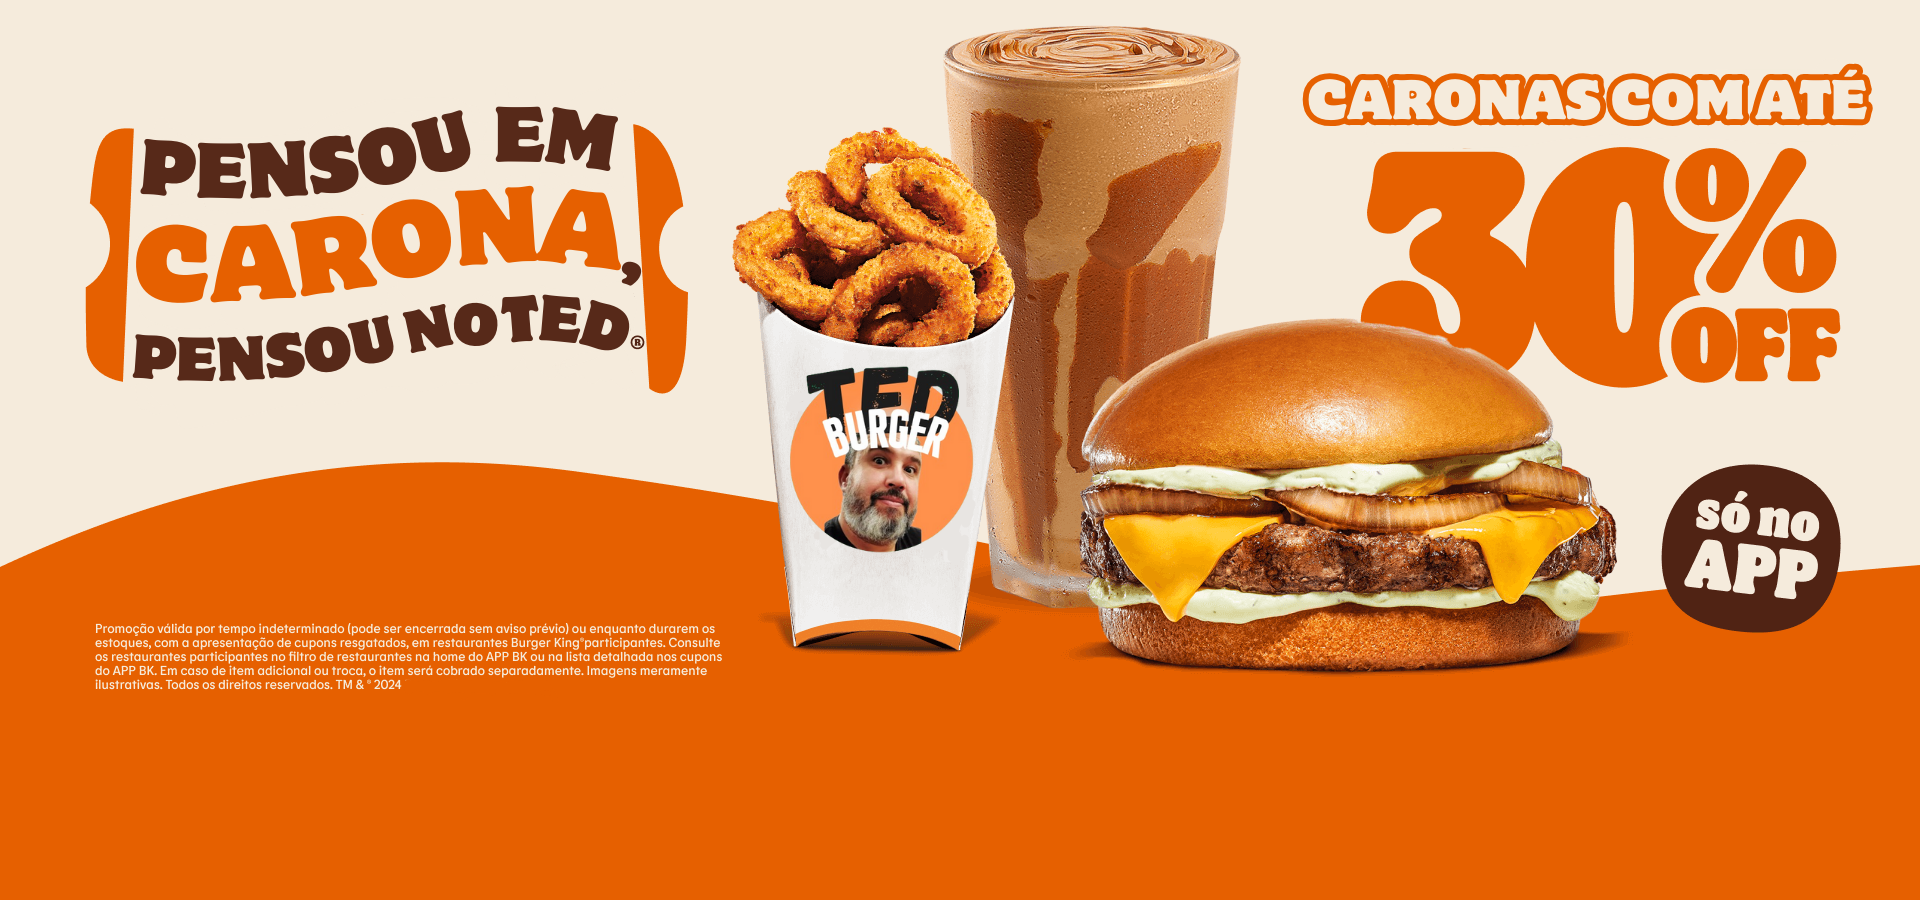 PENSOU EM
CARONA,
PENSOU NO TED®
TED
BURGER
CARONAS COM ATÉ
30%
OFF
só no
APP
Promoção válida por tempo indeterminado (pode ser encerrada sem aviso prévio) ou enquanto durarem os
estoques, com a apresentação de cupons resgatados, em restaurantes Burger King®participantes. Consulte
os restaurantes participantes no filtro de restaurantes na home do APP BK ou na lista detalhada nos cupons
do APP BK. Em caso de item adicional ou troca, o item será cobrado separadamente. Imagens meramente
ilustrativas. Todos os direitos reservados. TM & ® 2024